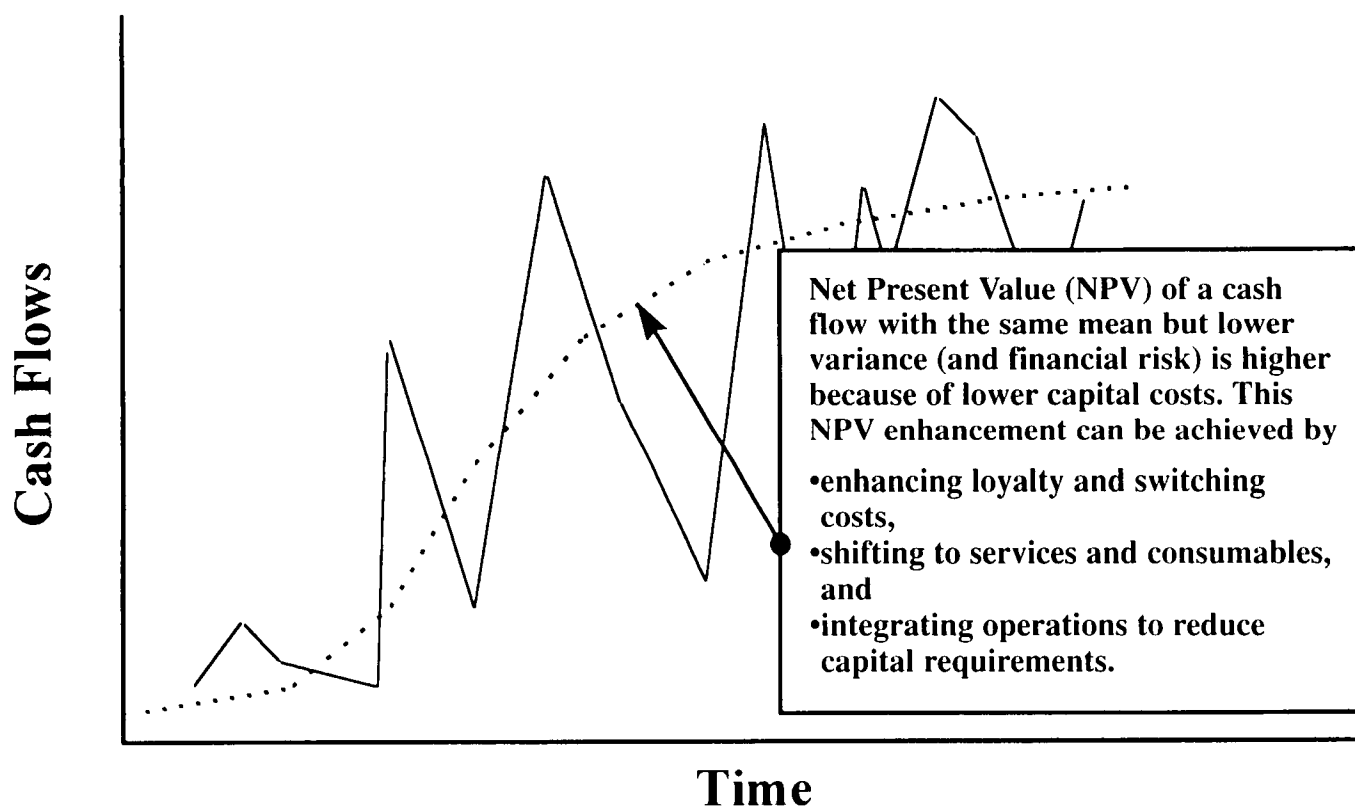 Cash Flows
Net Present Value (NPV) of a cash
flow with the same mean but lower
variance (and financial risk) is higher
because of lower capital costs. This
NPV enhancement can be achieved by
•enhancing loyalty and switching
costs,
•shifting to services and consumables,
and
•integrating operations to reduce
capital requirements.
Time